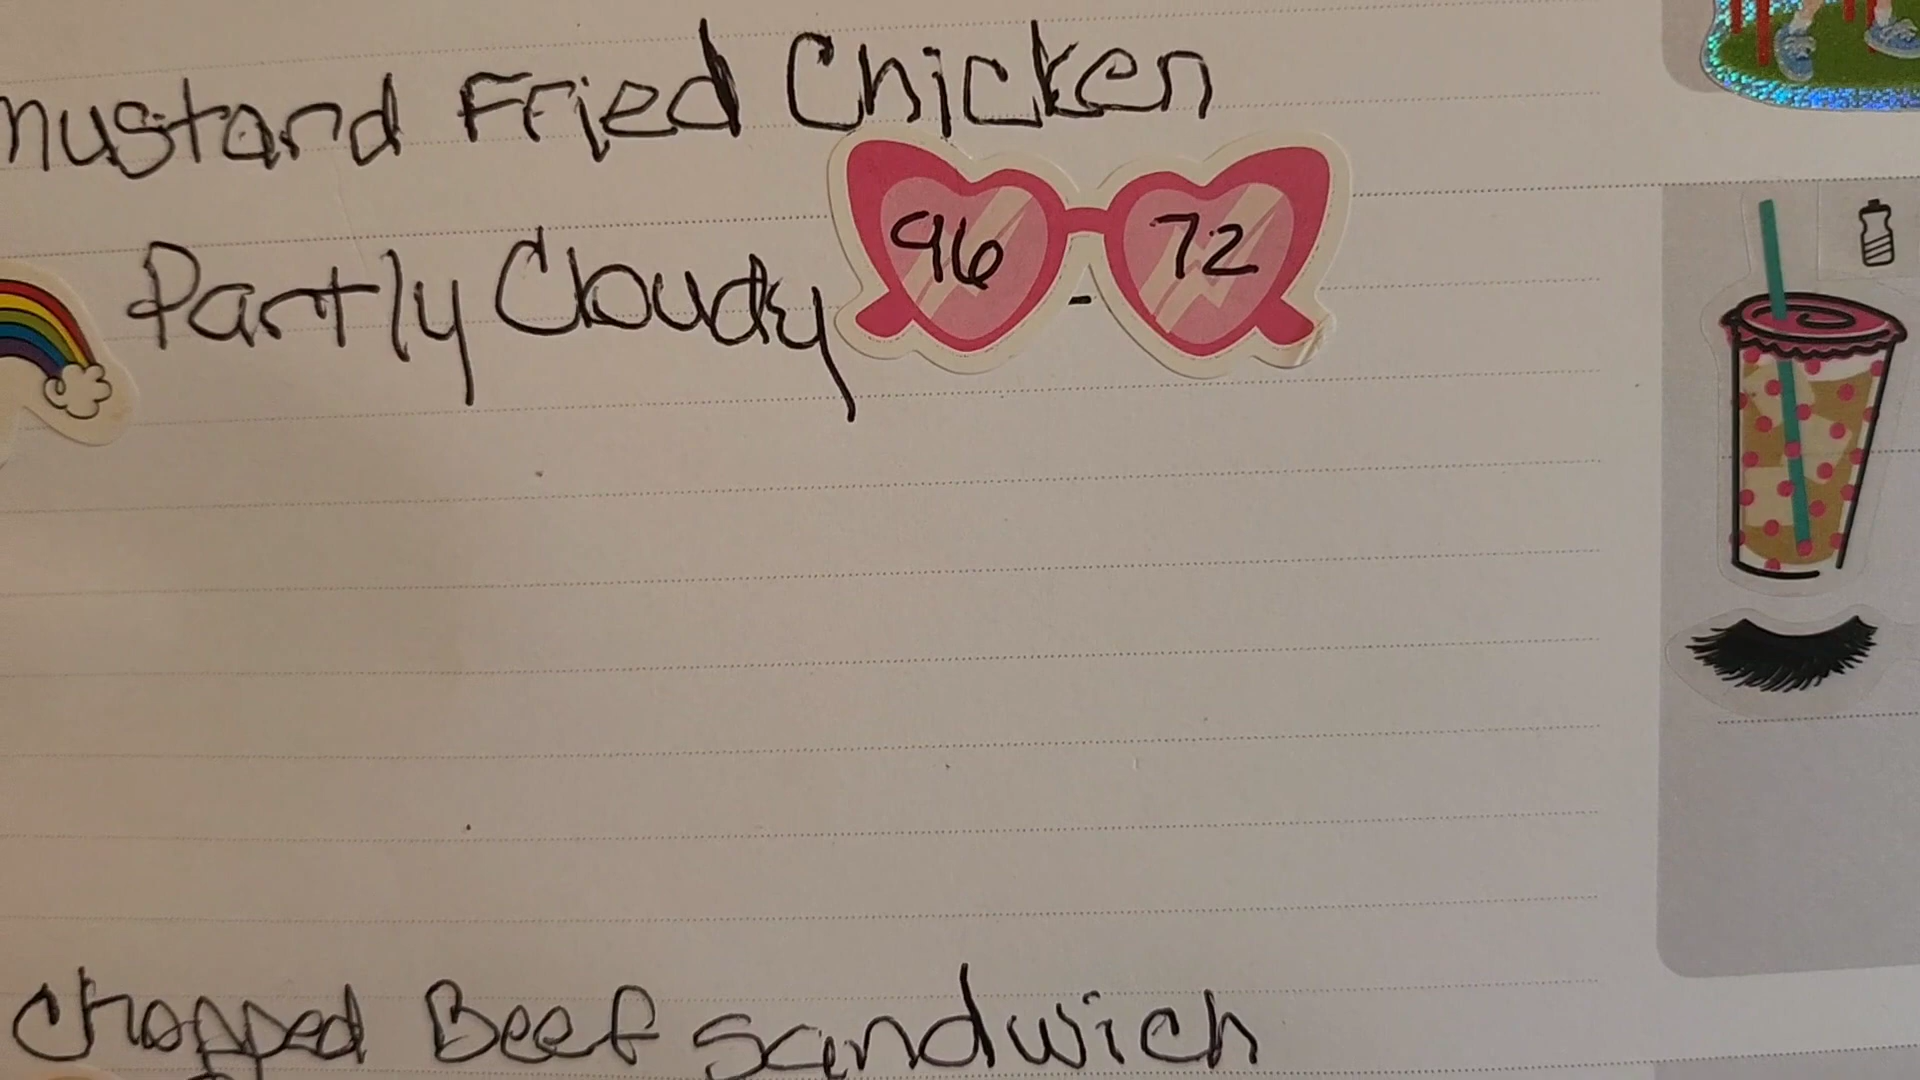 mustard Fried Chicken
Partly Cloudy 96 - 72
Chopped Beef Sandwich